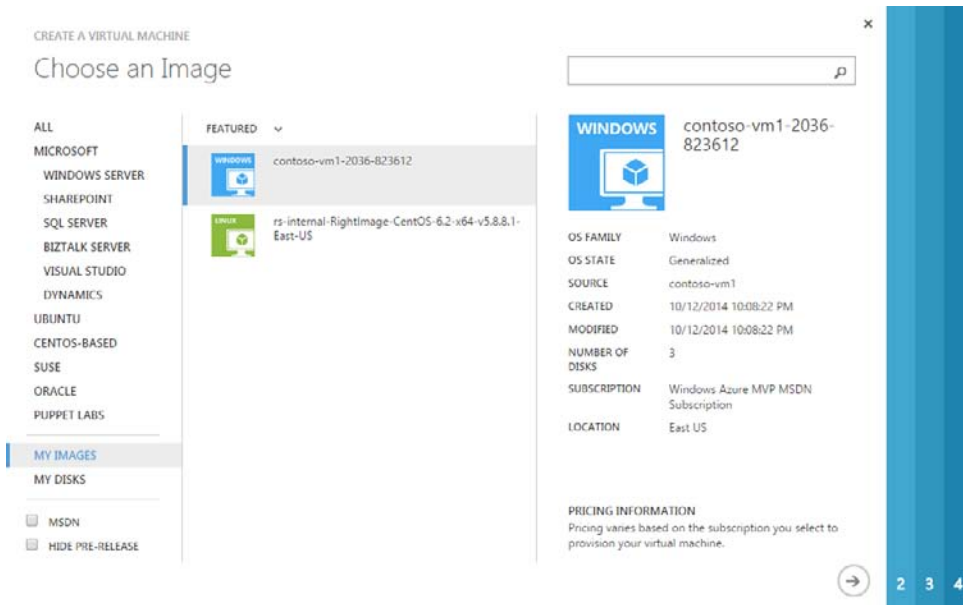 CREATE A VIRTUAL MACHINE
Choose an Image
ALL
MICROSOFT
WINDOWS SERVER
SHAREPOINT
SQL SERVER
BIZTALK SERVER
VISUAL STUDIO
DYNAMICS
UBUNTU
CENTOS-BASED
SUSE
ORACLE
PUPPET LABS
MY IMAGES
MY DISKS
MSDN
HIDE PRE-RELEASE
FEATURED
WINDOWS
contoso-vm1-2036-823612
LINUX
rs-internal-RightImage-CentOS-6.2-x64-v5.8.8.1-
East-US
WINDOWS
contoso-vm1-2036-
823612
OS FAMILY Windows
OS STATE Generalized
SOURCE contoso-vm1
CREATED 10/12/2014 10:08:22 PM
MODIFIED 10/12/2014 10:08:22 PM
NUMBER OF 3
DISKS
SUBSCRIPTION Windows Azure MVP MSDN
Subscription
LOCATION East US
PRICING INFORMATION
Pricing varies based on the subscription you select to
provision your virtual machine.
2 3 4